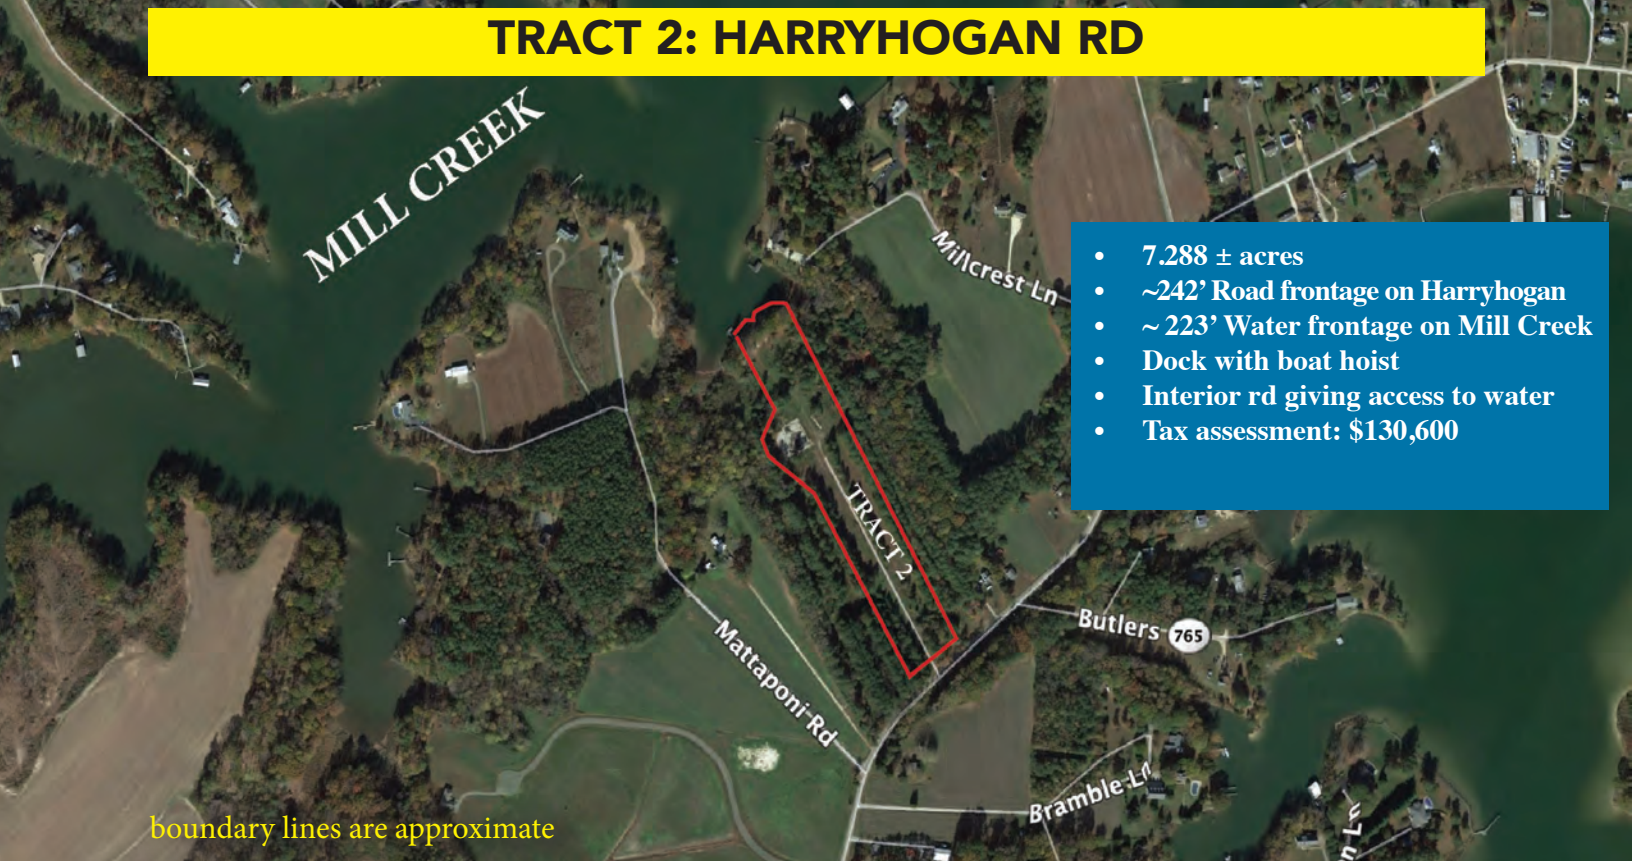 TRACT 2: HARRYHOGAN RD
MILL CREEK
Millcrest Ln
• 7.288 ± acres
• ~242’ Road frontage on Harryhogan
• ~ 223’ Water frontage on Mill Creek
• Dock with boat hoist
• Interior rd giving access to water
• Tax assessment: $130,600
TRACT 2
Butlers 765
Mattaponi Rd
Bramble Ln
boundary lines are approximate